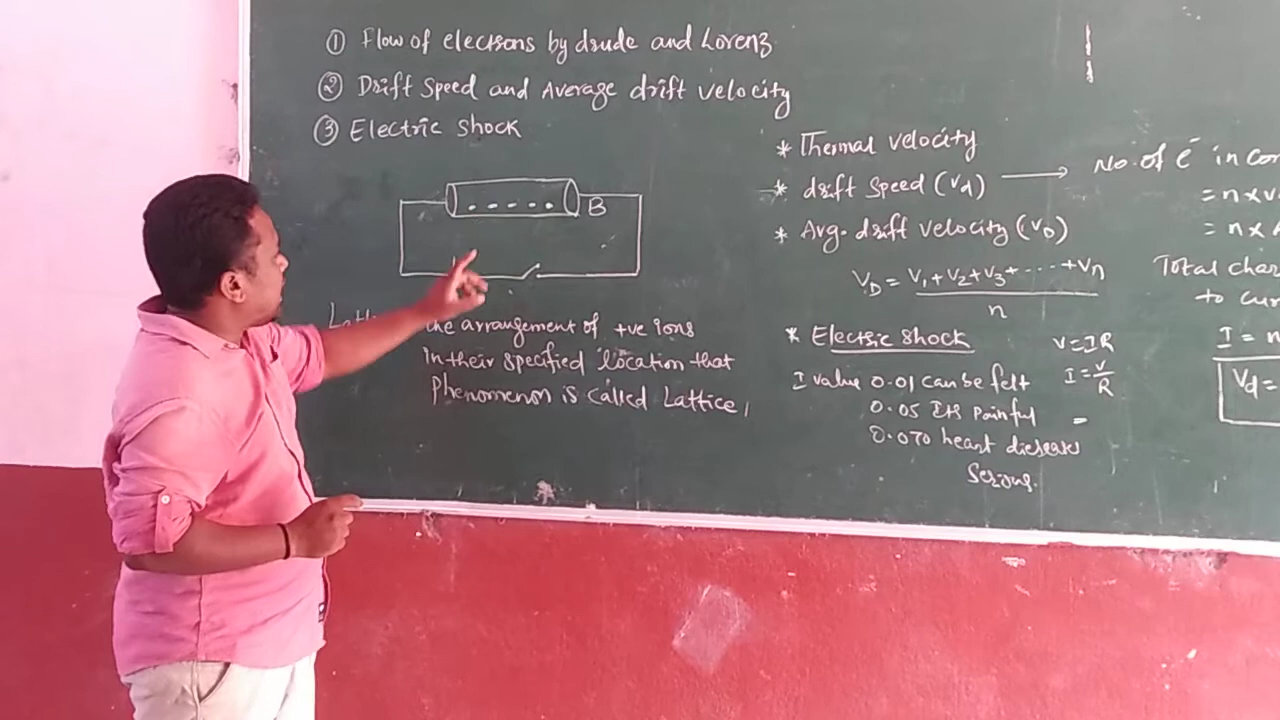 ① Flow of electrons by drude and Lorenz
② Drift Speed and Average drift velocity
③ Electric Shock
B
the arrangement of +ve ions
in their specified location that
Phenomenon is called Lattice,
* Thermal velocity
* drift Speed (Vd) → No. of e⁻ in con
= n x
= n x A
* Avg. drift velocity (VD)
VD = V1 + V2 + V3 + ---- + Vn / n
Total char
to cur
* Electric Shock
V = IR
I = V/R
I value 0.01 can be felt
0.05 painful =
0.070 heart
Serious.
I = n
Vd =